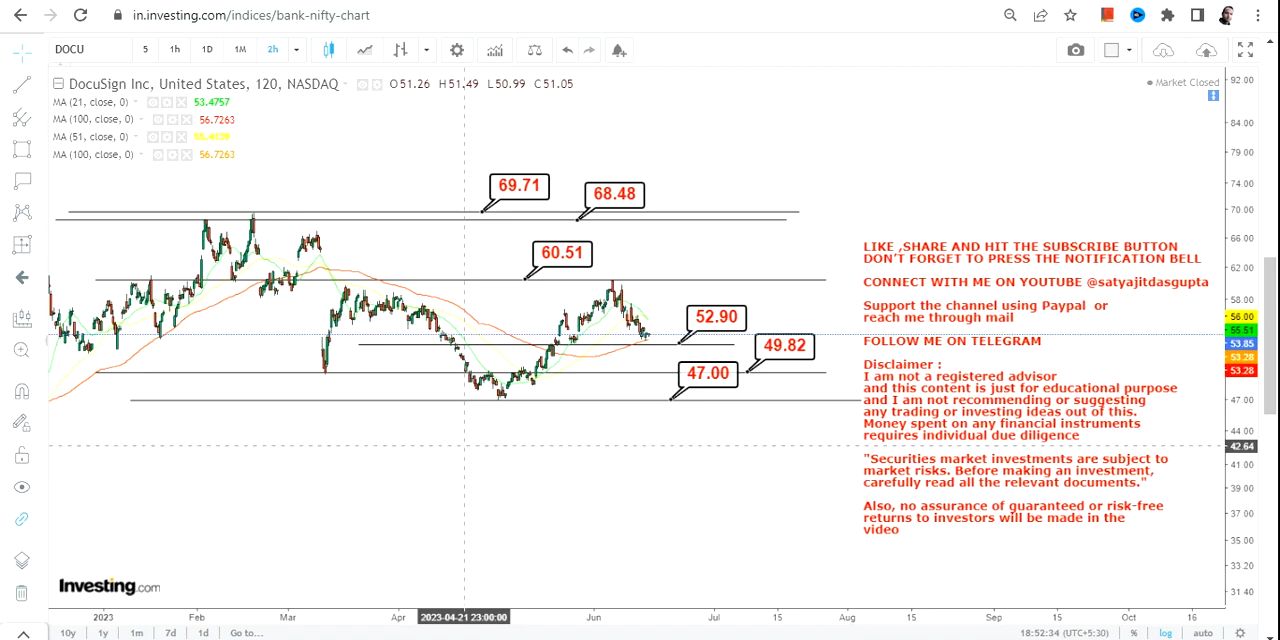 in.investing.com/indices/bank-nifty-chart
DOCU 5 1h 1D 1M 2h
DocuSign Inc, United States, 120, NASDAQ O51.26 H51.49 L50.99 C51.05
Market Closed
MA (21, close, 0) 53.4757
MA (100, close, 0) 56.7263
MA (51, close, 0)
MA (100, close, 0) 56.7263
69.71
68.48
60.51
52.90
49.82
47.00
LIKE ,SHARE AND HIT THE SUBSCRIBE BUTTON
DON'T FORGET TO PRESS THE NOTIFICATION BELL
CONNECT WITH ME ON YOUTUBE @satyajitdasgupta
Support the channel using Paypal or
reach me through mail
FOLLOW ME ON TELEGRAM
Disclaimer :
I am not a registered advisor
and this content is just for educational purpose
and I am not recommending or suggesting
any trading or investing ideas out of this.
Money spent on any financial instruments
requires individual due diligence
"Securities market investments are subject to
market risks. Before making an investment,
carefully read all the relevant documents."
Also, no assurance of guaranteed or risk-free
returns to investors will be made in the
video
92.00
84.00
79.00
74.00
70.00
66.00
62.00
58.00
56.00
55.51
53.85
53.28
53.28
47.00
44.00
42.64
41.00
39.00
37.00
35.00
33.20
31.40
Investing.com
2023 Feb Mar Apr 2023-04-21 23:00:00 Jun 15 Jul 15 Aug 15 Sep 15 Oct 16
10y 1y 1m 7d 1d Go to... 18:52:34 (UTC+5:30) % log auto